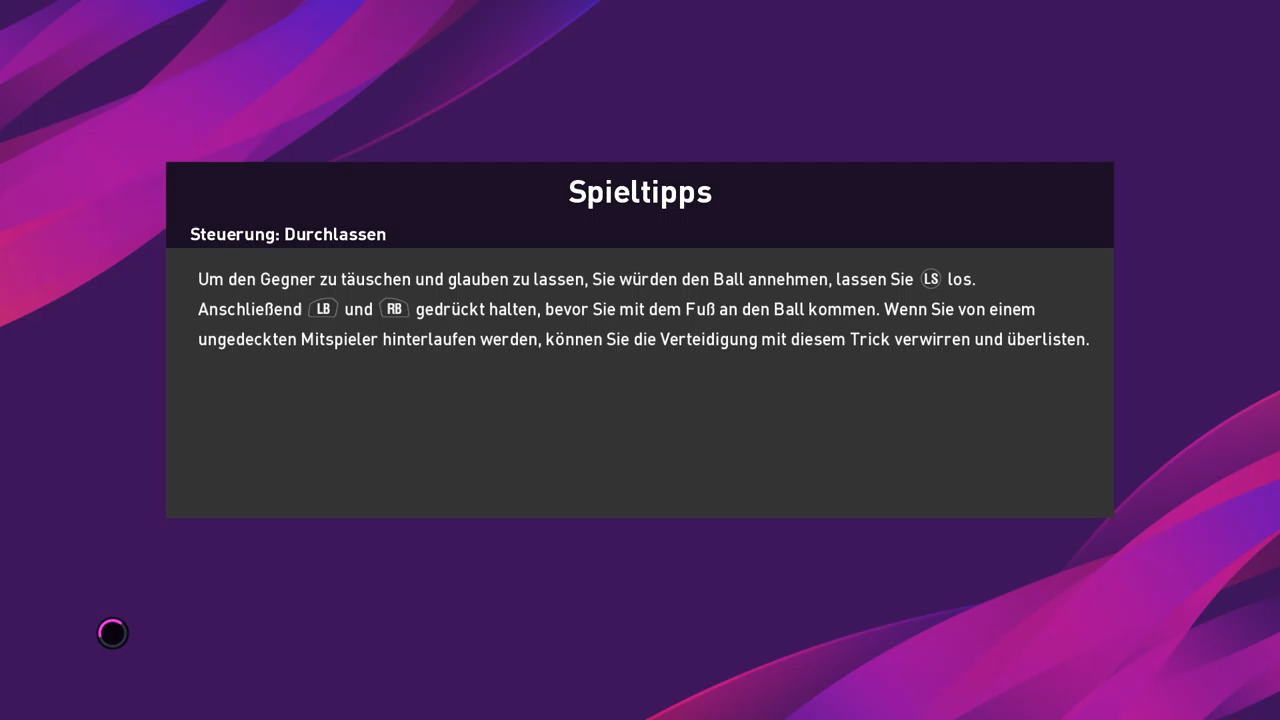 Spieltipps
Steuerung: Durchlassen
Um den Gegner zu täuschen und glauben zu lassen, Sie würden den Ball annehmen, lassen Sie LS los.
Anschließend LB und RB gedrückt halten, bevor Sie mit dem Fuß an den Ball kommen. Wenn Sie von einem
ungedeckten Mitspieler hinterlaufen werden, können Sie die Verteidigung mit diesem Trick verwirren und überlisten.